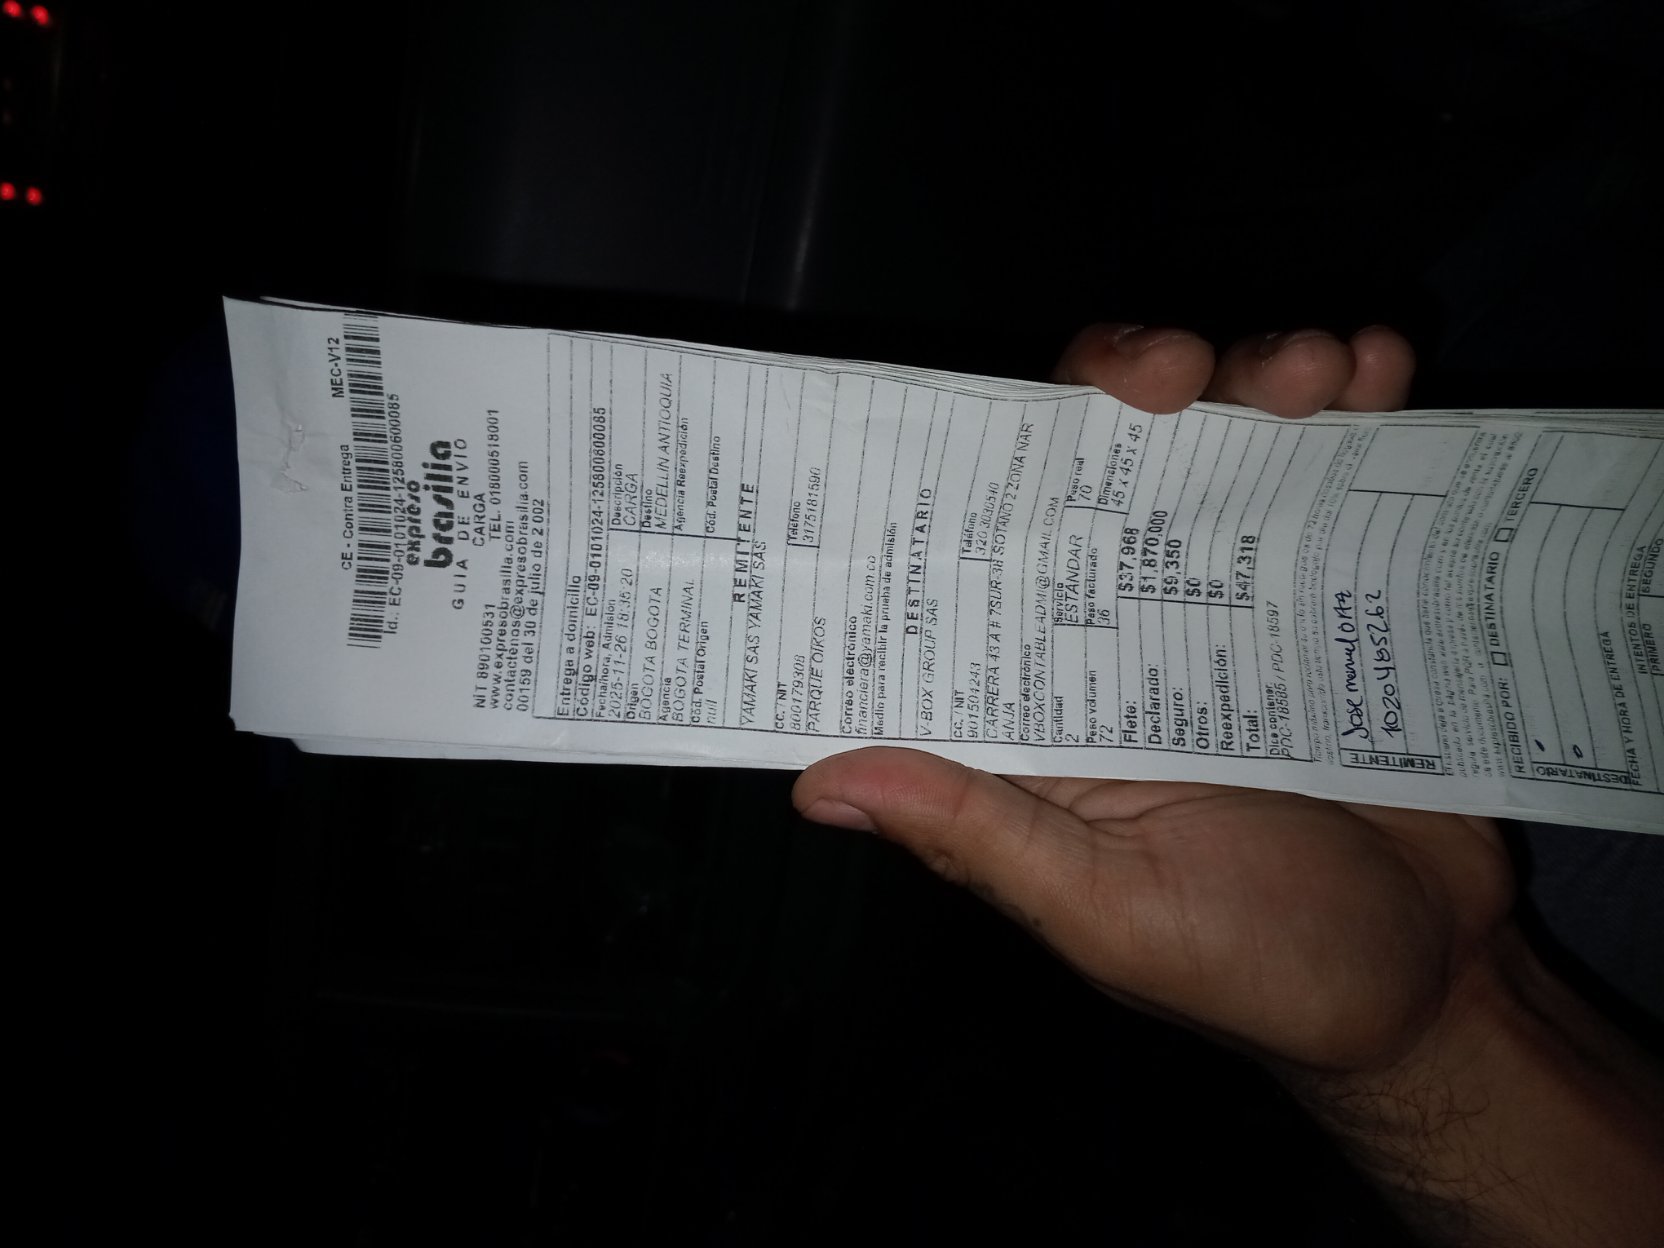 CE - Contra Entrega MEC-V12
Id.: EC-09-0101024-1258000600085
expreso
brasilia
GUIA DE ENVIO
CARGA
NIT 890100531 TEL. 018000518001
www.expresobrasilia.com
contactenos@expresobrasilia.com
00159 del 30 de julio de 2002
Entrega a domicilio
Código web: EC-09-0101024-1258000600085
Fecha/hora, Admisión Descripción
2025-11-26 18:35:20 CARGA
Origen Destino
BOGOTA BOGOTA MEDELLIN ANTIOQUIA
Agencia Agencia Reexpedición
BOGOTA TERMINAL
Cód. Postal Origen Cód. Postal Destino
null
REMITENTE
YAMAKI SAS YAMAKI SAS
CC. / NIT Teléfono
800179308 3175181590
PARQUE OIKOS
Correo electrónico
financiera@yamaki.com.co
Medio para recibir la prueba de admisión
DESTINATARIO
V-BOX GROUP SAS
CC. / NIT Teléfono
901504243 320 3030540
CARRERA 43 A # 7SUR 38 SOTANO 2 ZONA NAR
ANJA
Correo electrónico
VBOXCONTABLEADMI@GMAIL.COM
Cantidad Servicio Peso real
2 ESTANDAR 70
Peso volumen Peso facturado Dimensiones
72 36 45 x 45 x 45
Flete: $37,968
Declarado: $1,870,000
Seguro: $9,350
Otros: $0
Reexpedición: $0
Total: $47,318
Dice contener
PDC-18585 / PDC-18597
REMITENTE
Jose manuel
1020485262
RECIBIDO POR: DESTINATARIO TERCERO
DESTINATARIO
FECHA Y HORA DE ENTREGA
INTENTOS DE ENTREGA
PRIMERO SEGUNDO